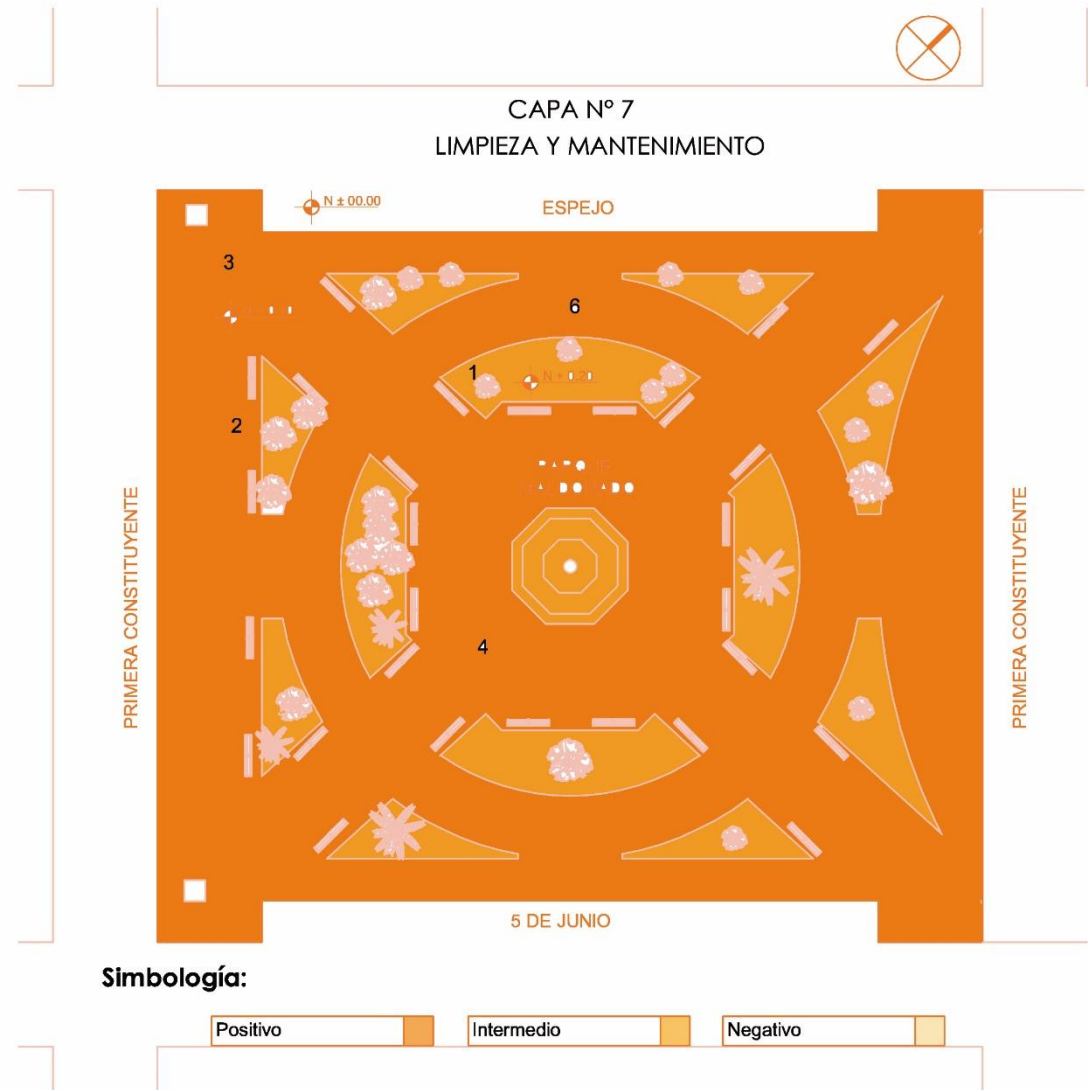 CAPA Nº 7
LIMPIEZA Y MANTENIMIENTO
N ± 00.00
ESPEJO
3
6
1
2
PRIMERA CONSTITUYENTE
PRIMERA CONSTITUYENTE
4
5 DE JUNIO
Simbología:
Positivo
Intermedio
Negativo